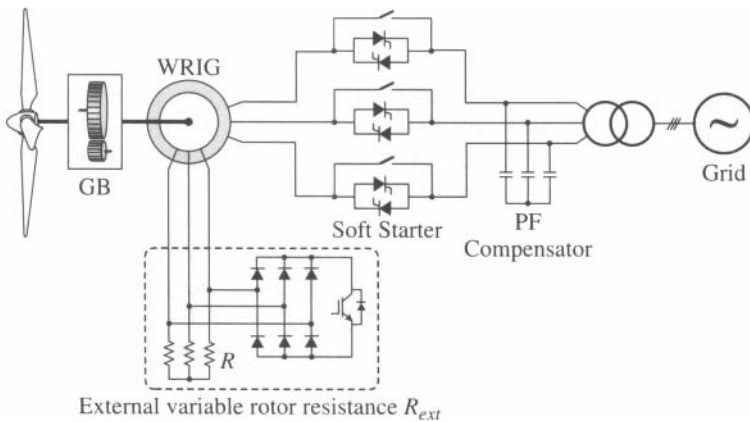 WRIG
GB
Soft Starter
PF
Compensator
~
Grid
R
External variable rotor resistance R_ext